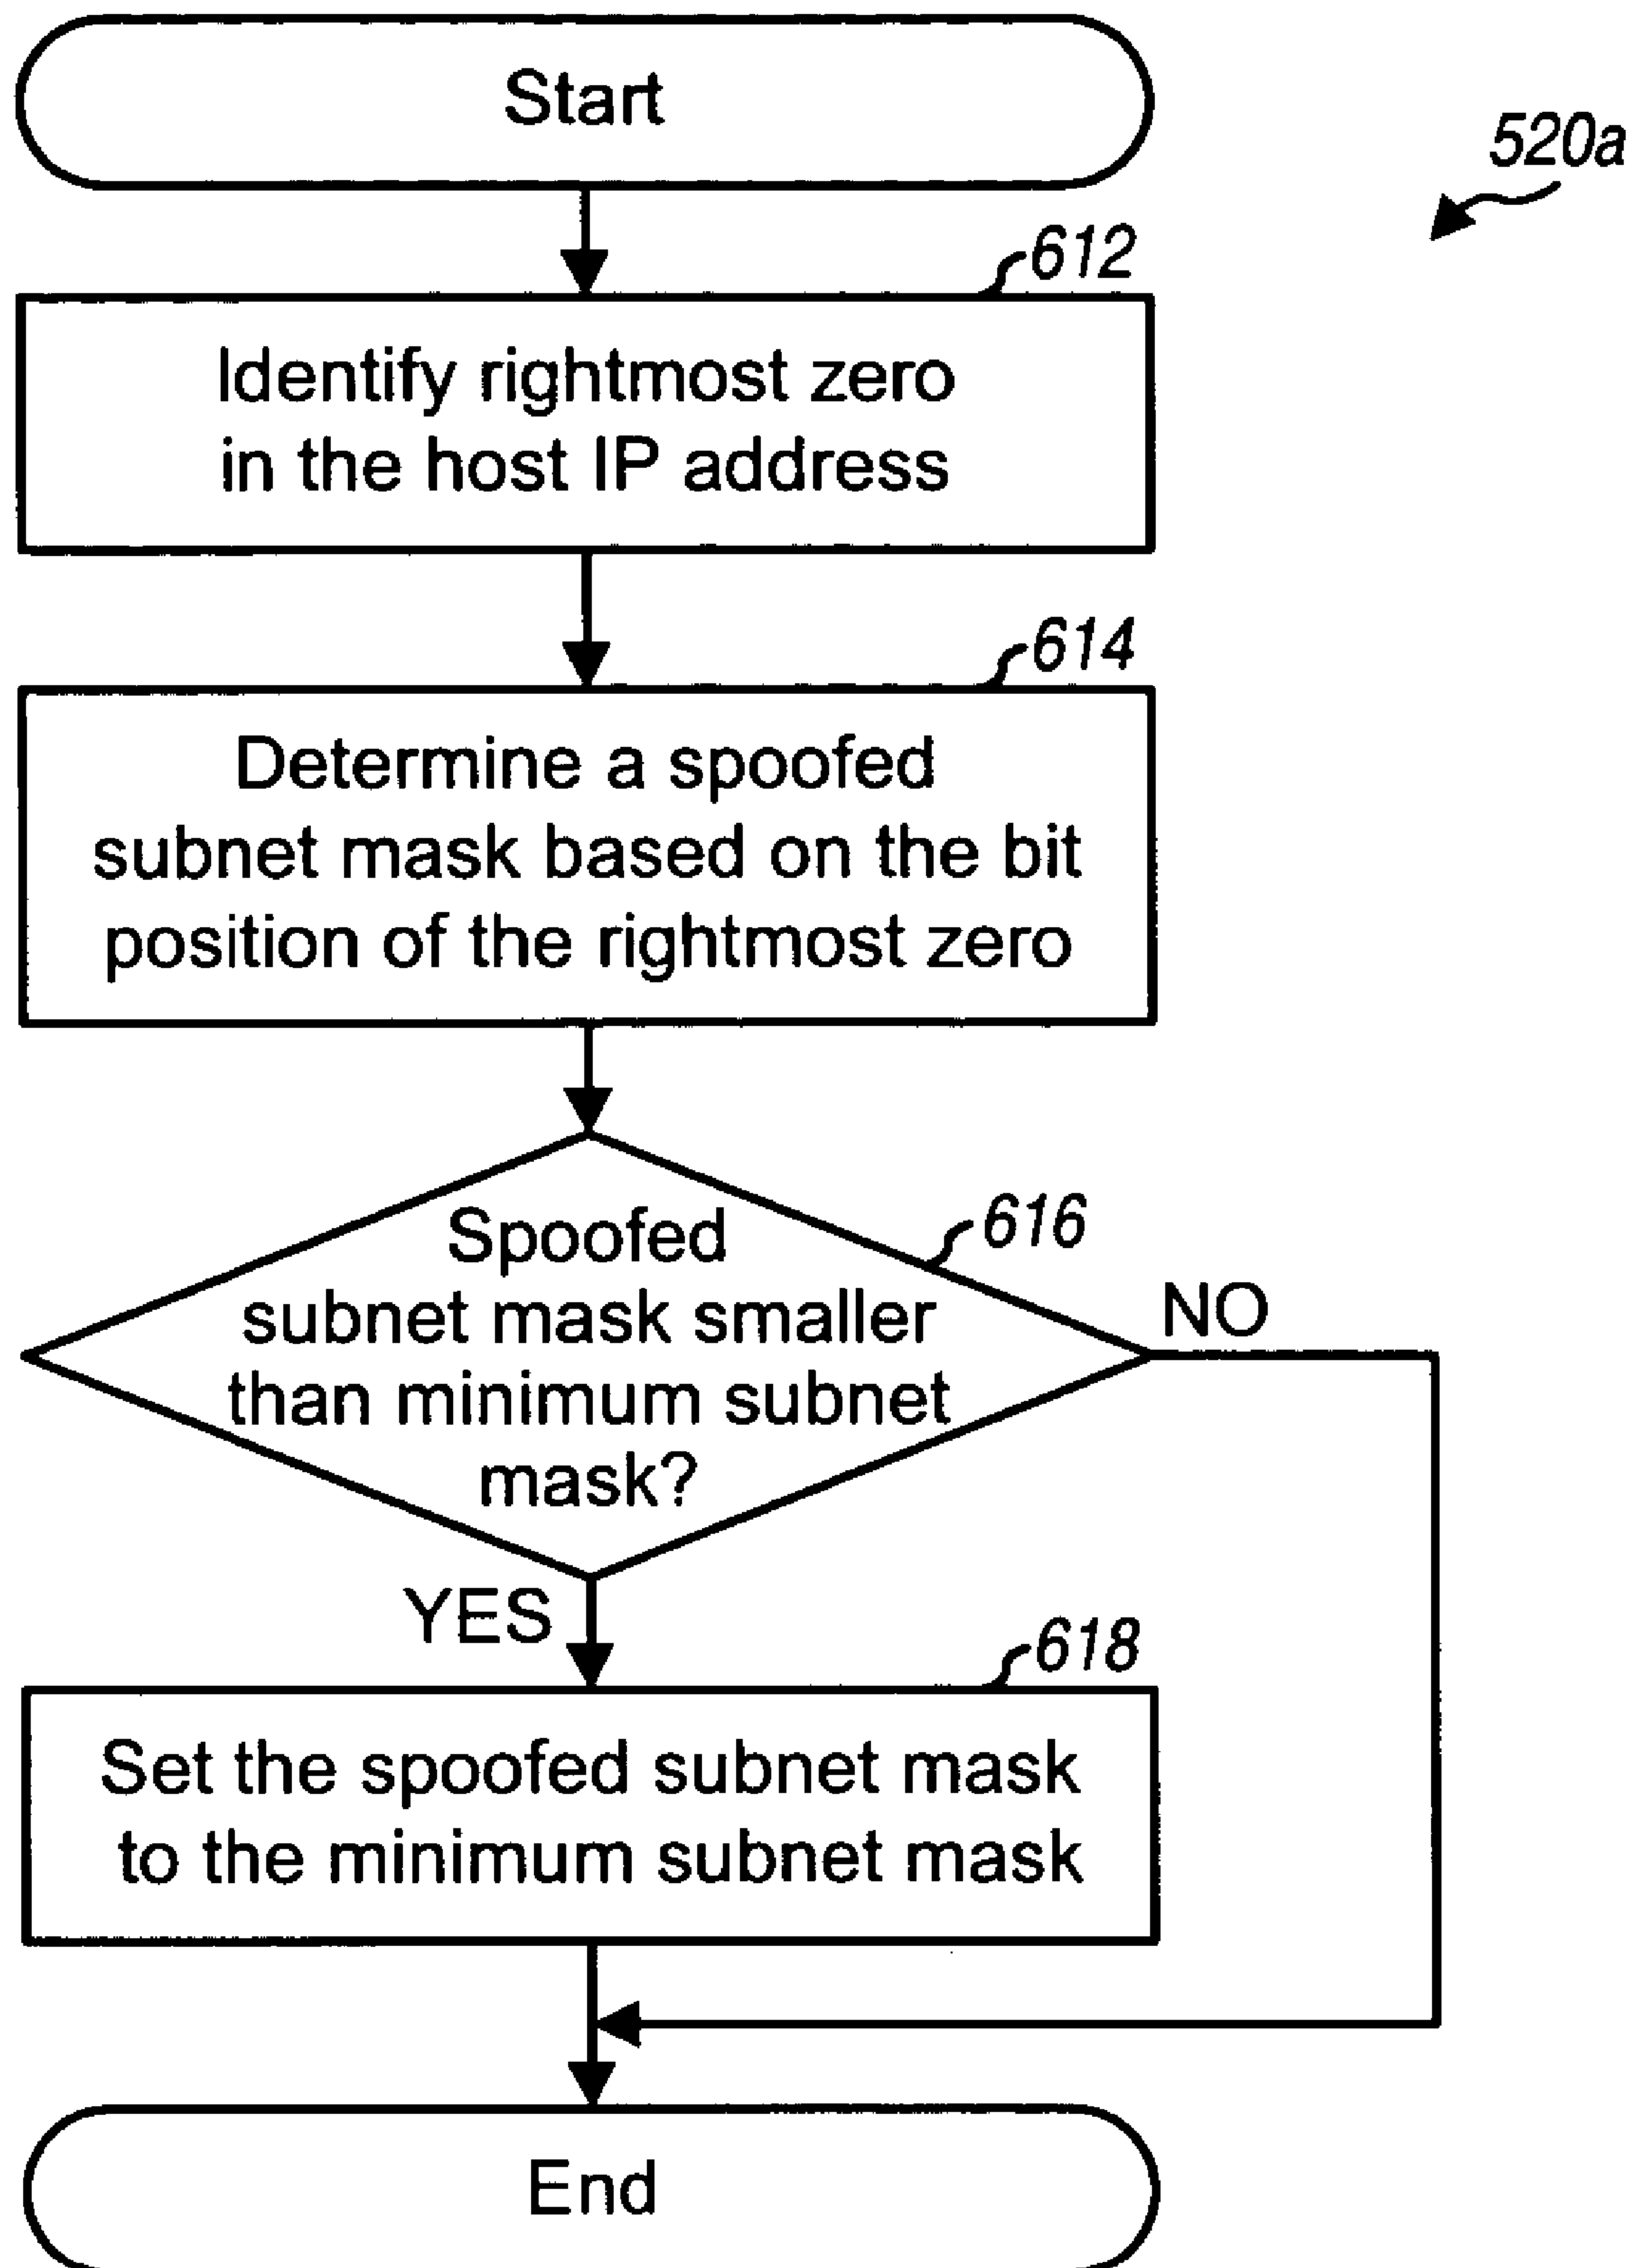 Start
520a
612
Identify rightmost zero
in the host IP address
614
Determine a spoofed
subnet mask based on the bit
position of the rightmost zero
616
Spoofed
subnet mask smaller
than minimum subnet
mask?
NO
YES
618
Set the spoofed subnet mask
to the minimum subnet mask
End